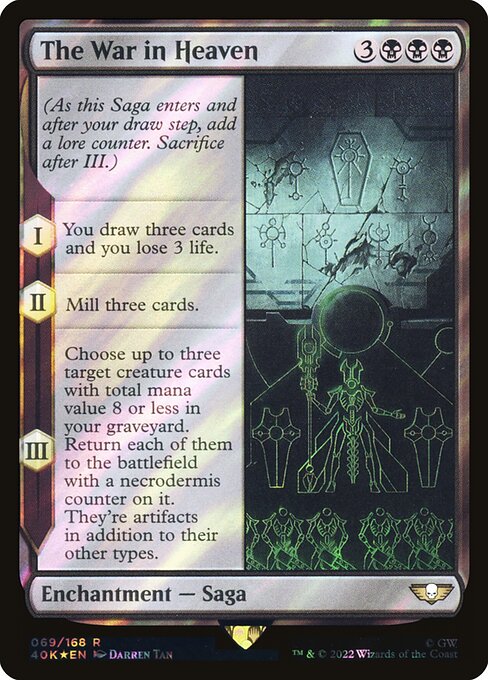 The War in Heaven 3
(As this Saga enters and
after your draw step, add
a lore counter. Sacrifice
after III.)
I
You draw three cards
and you lose 3 life.
II
Mill three cards.
III
Choose up to three
target creature cards
with total mana
value 8 or less in
your graveyard.
Return each of them
to the battlefield
with a necrodermis
counter on it.
They're artifacts
in addition to their
other types.
Enchantment — Saga
069/168 R
40K★EN Darren Tan
© GW
™ & © 2022 Wizards of the Coast